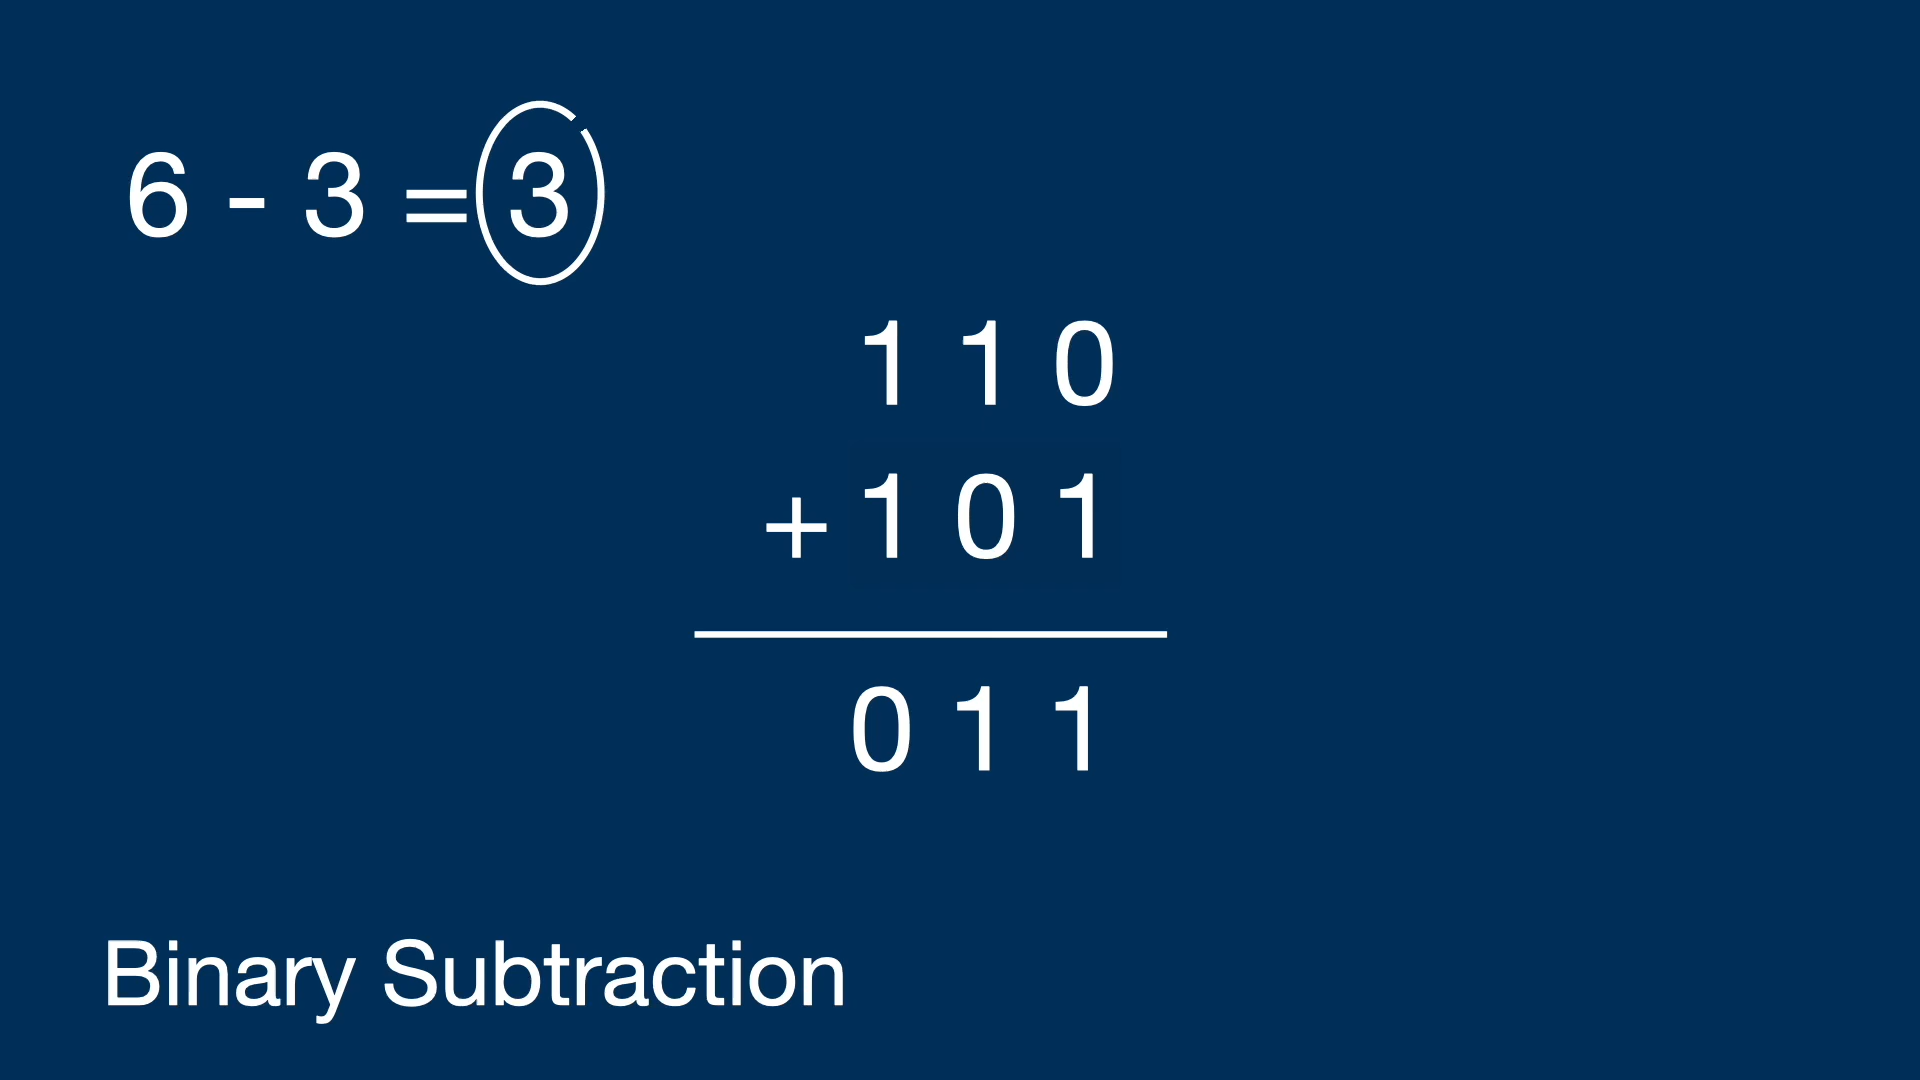 6 - 3 = 3
1 1 0
+ 1 0 1
0 1 1
Binary Subtraction